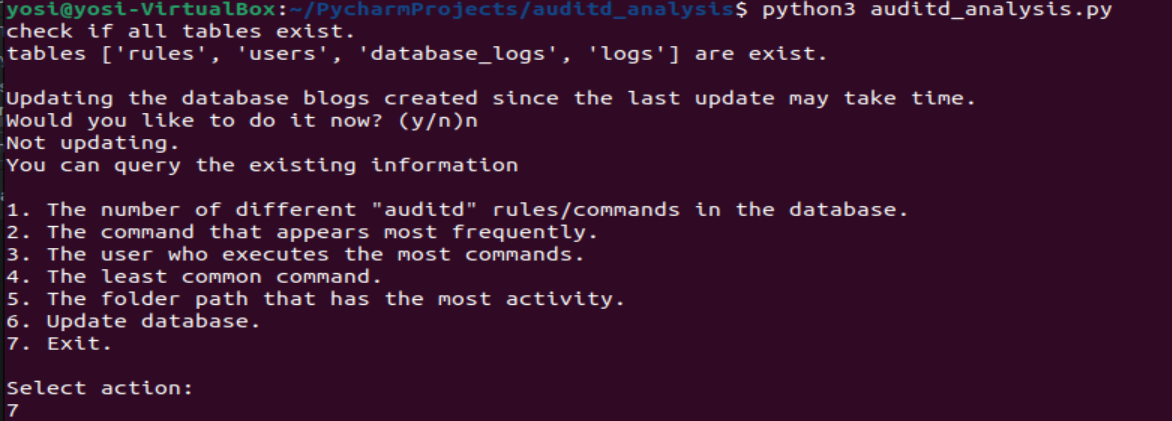 yosi@yosi-VirtualBox:~/PycharmProjects/auditd_analysis$ python3 auditd_analysis.py
check if all tables exist.
tables ['rules', 'users', 'database_logs', 'logs'] are exist.
Updating the database blogs created since the last update may take time.
Would you like to do it now? (y/n)n
Not updating.
You can query the existing information
1. The number of different "auditd" rules/commands in the database.
2. The command that appears most frequently.
3. The user who executes the most commands.
4. The least common command.
5. The folder path that has the most activity.
6. Update database.
7. Exit.
Select action:
7